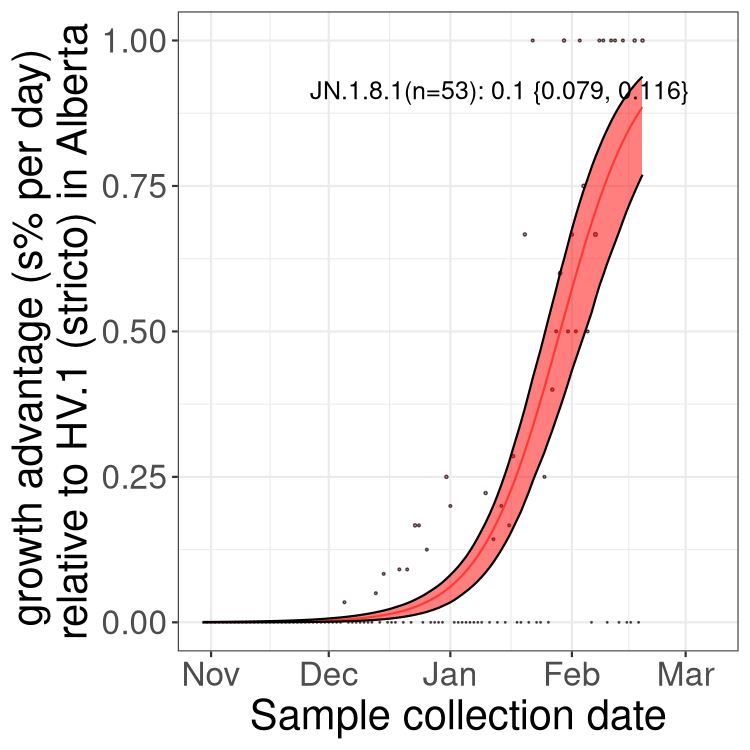 growth advantage (s% per day)
relative to HV.1 (stricto) in Alberta
1.00
0.75
0.50
0.25
0.00
JN.1.8.1(n=53): 0.1 {0.079, 0.116}
Nov Dec Jan Feb Mar
Sample collection date